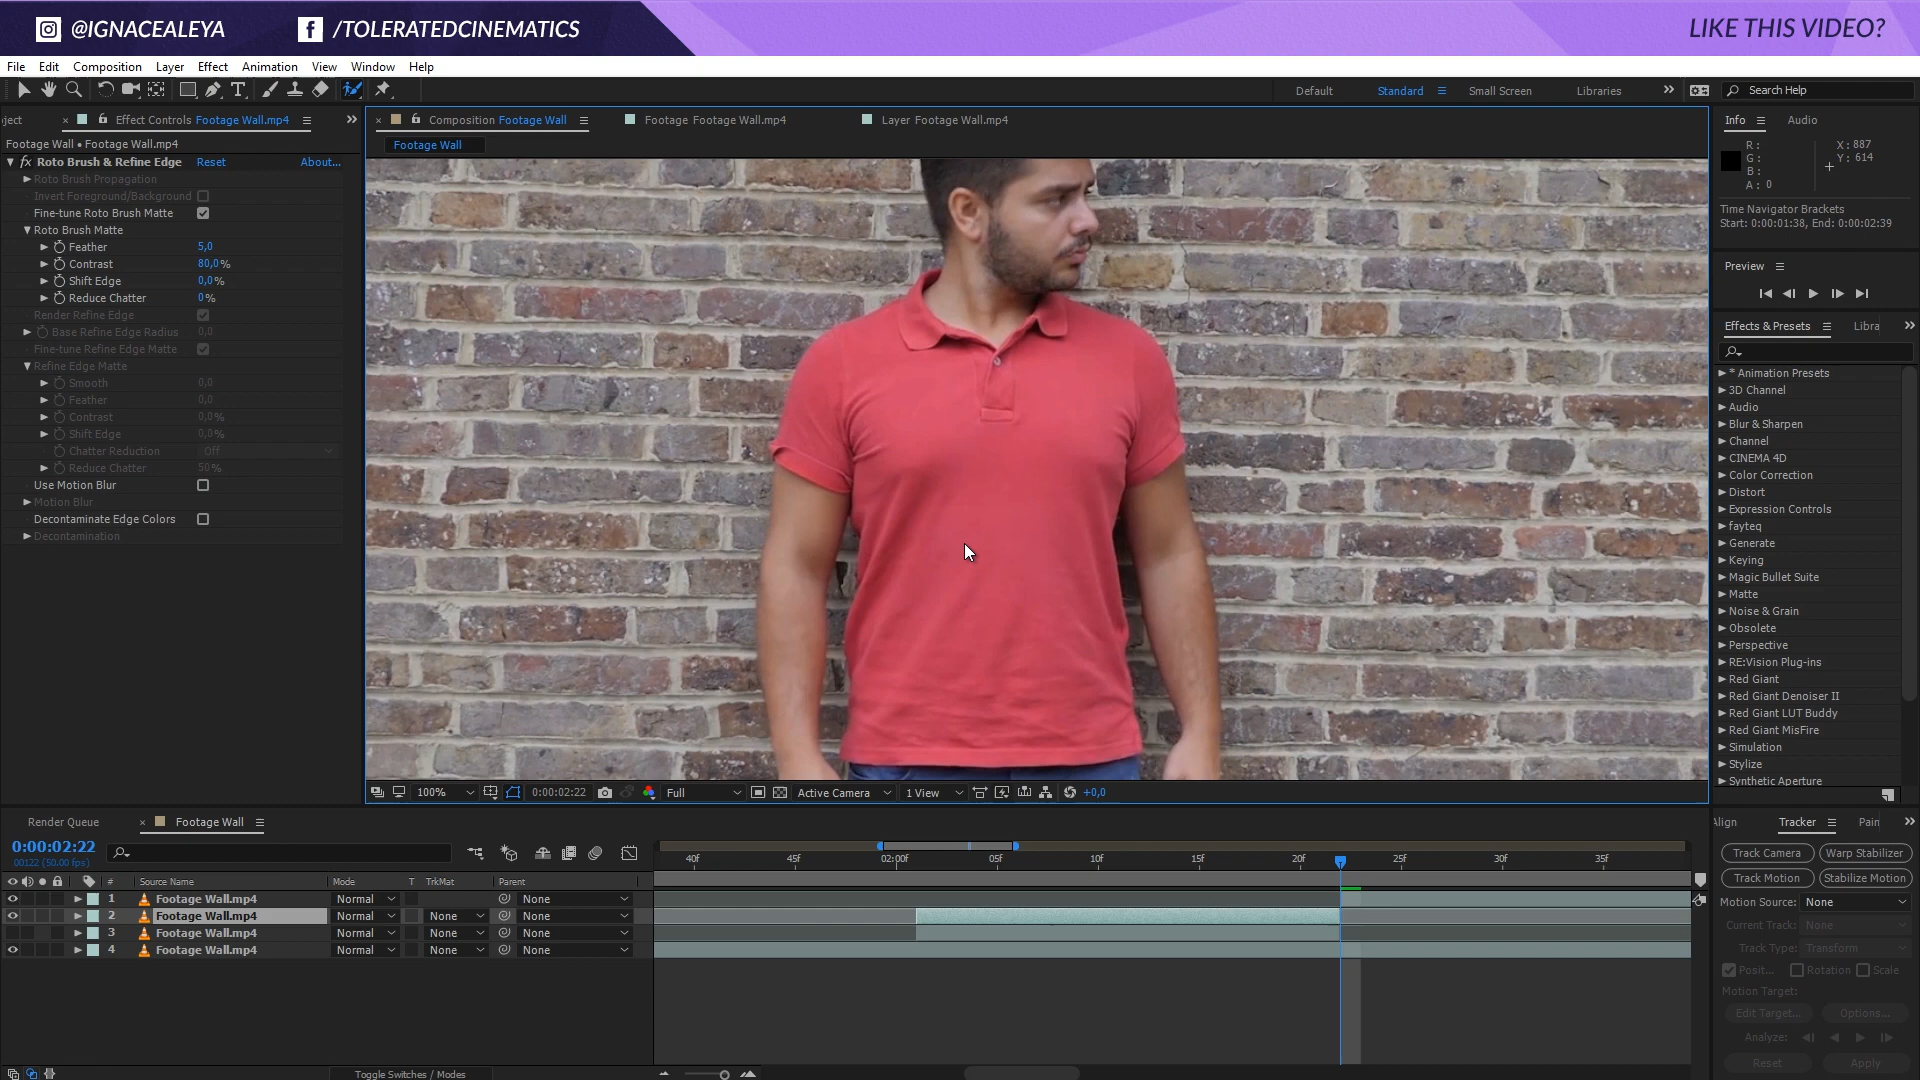 @IGNACEALEYA
/TOLERATEDCINEMATICS
LIKE THIS VIDEO?
File Edit Composition Layer Effect Animation View Window Help
Default Standard Small Screen Libraries Search Help
ject Effect Controls Footage Wall.mp4
Composition Footage Wall Footage Footage Wall.mp4 Layer Footage Wall.mp4
Info Audio
Footage Wall • Footage Wall.mp4
Footage Wall
R: X: 887
G: Y: 614
B:
A: 0
fx Roto Brush & Refine Edge Reset About...
Roto Brush Propagation
Invert Foreground/Background
Fine-tune Roto Brush Matte
Roto Brush Matte
Feather 5,0
Contrast 80,0%
Shift Edge 0,0%
Reduce Chatter 0%
Render Refine Edge
Base Refine Edge Radius 0,0
Fine-tune Refine Edge Matte
Refine Edge Matte
Smooth 0,0
Feather 0,0
Contrast 0,0%
Shift Edge 0,0%
Chatter Reduction Off
Reduce Chatter 50%
Use Motion Blur
Motion Blur
Decontaminate Edge Colors
Decontamination
Time Navigator Brackets
Start: 0:00:01:38, End: 0:00:02:39
Preview
Effects & Presets Libra
* Animation Presets
3D Channel
Audio
Blur & Sharpen
Channel
CINEMA 4D
Color Correction
Distort
Expression Controls
fayteq
Generate
Keying
Magic Bullet Suite
Matte
Noise & Grain
Obsolete
Perspective
RE:Vision Plug-ins
Red Giant
Red Giant Denoiser II
Red Giant LUT Buddy
Red Giant MisFire
Simulation
Stylize
Synthetic Aperture
100% 0:00:02:22 Full Active Camera 1 View +0,0
Render Queue Footage Wall
0:00:02:22
00122 (50.00 fps)
40f 45f 02:00f 05f 10f 15f 20f 25f 30f 35f
# Source Name Mode T TrkMat Parent
1 Footage Wall.mp4 Normal None
2 Footage Wall.mp4 Normal None None
3 Footage Wall.mp4 Normal None None
4 Footage Wall.mp4 Normal None None
Toggle Switches / Modes
Align Tracker Pain
Track Camera Warp Stabilizer
Track Motion Stabilize Motion
Motion Source: None
Current Track: None
Track Type: Transform
Posit... Rotation Scale
Motion Target:
Edit Target... Options...
Analyze:
Reset Apply